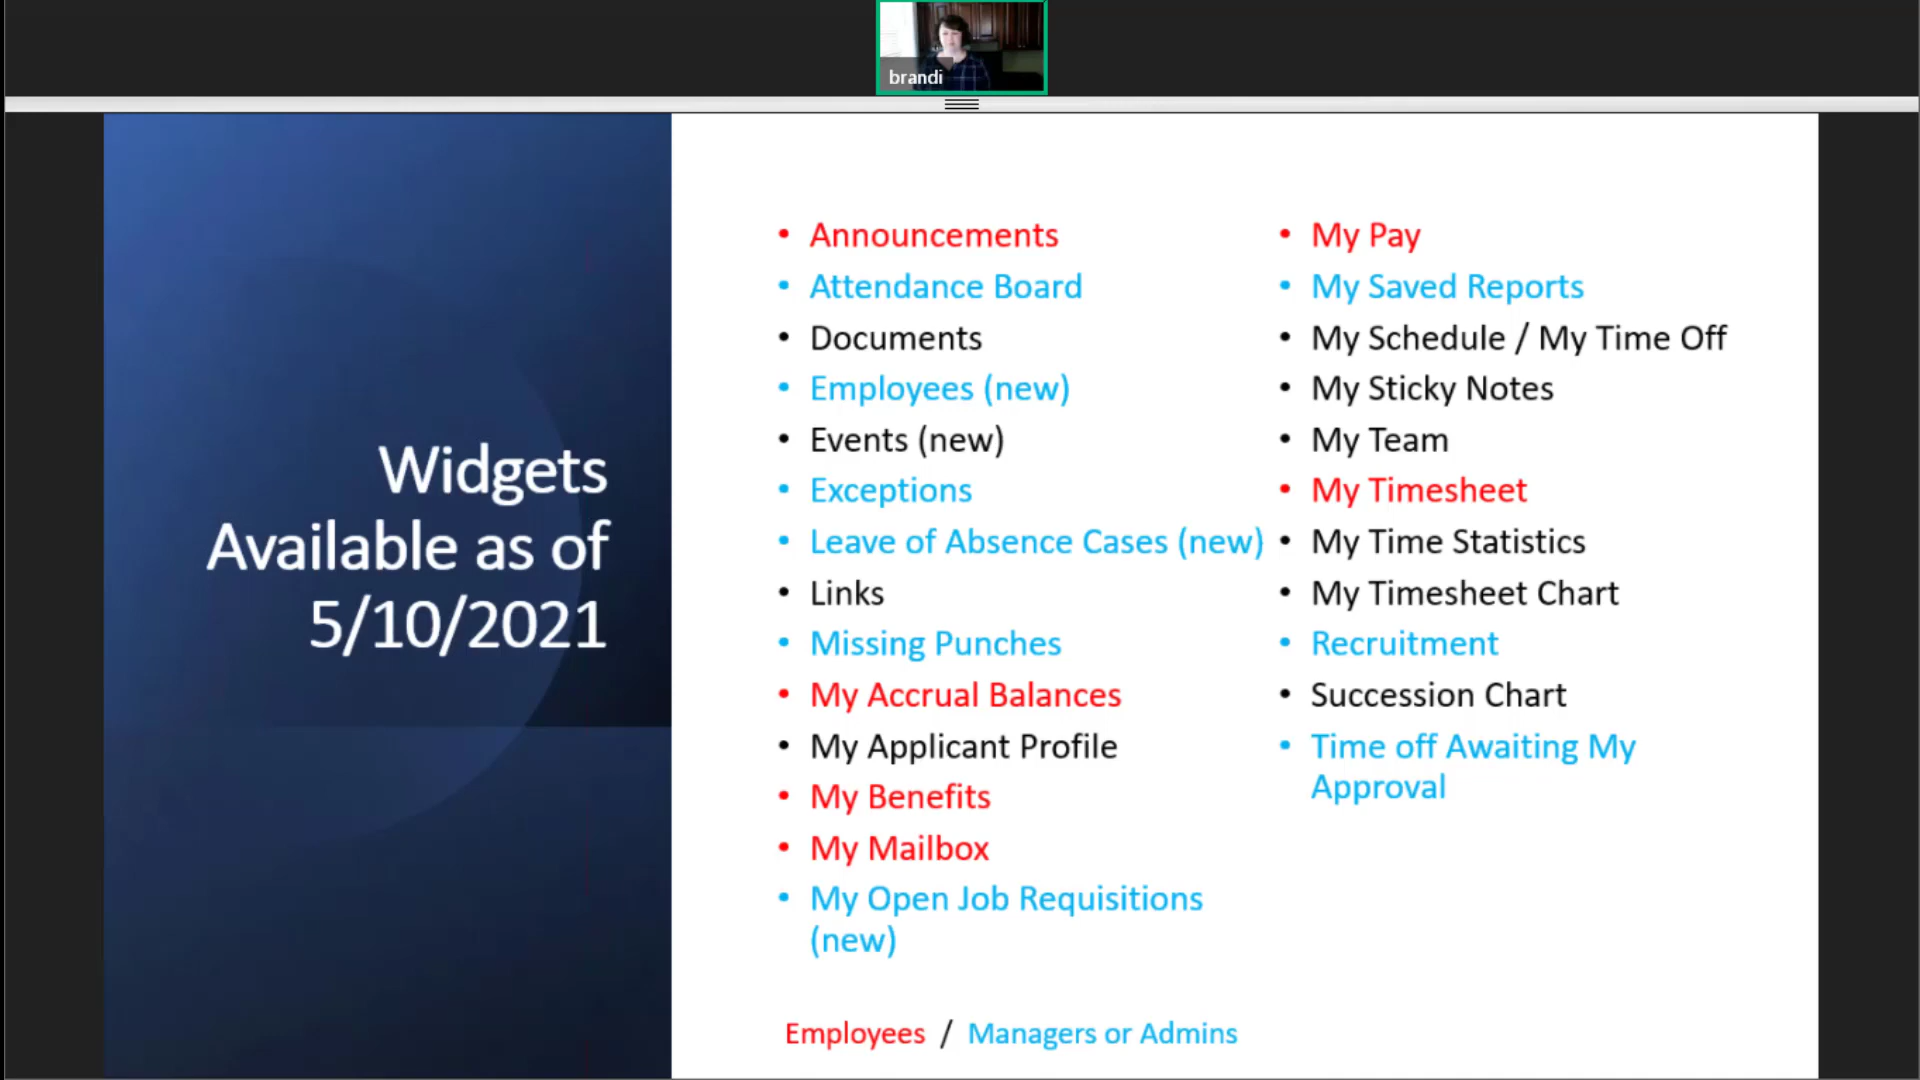 brandi
Widgets
Available as of
5/10/2021
• Announcements
• Attendance Board
• Documents
• Employees (new)
• Events (new)
• Exceptions
• Leave of Absence Cases (new)
• Links
• Missing Punches
• My Accrual Balances
• My Applicant Profile
• My Benefits
• My Mailbox
• My Open Job Requisitions
(new)
• My Pay
• My Saved Reports
• My Schedule / My Time Off
• My Sticky Notes
• My Team
• My Timesheet
• My Time Statistics
• My Timesheet Chart
• Recruitment
• Succession Chart
• Time off Awaiting My
Approval
Employees / Managers or Admins